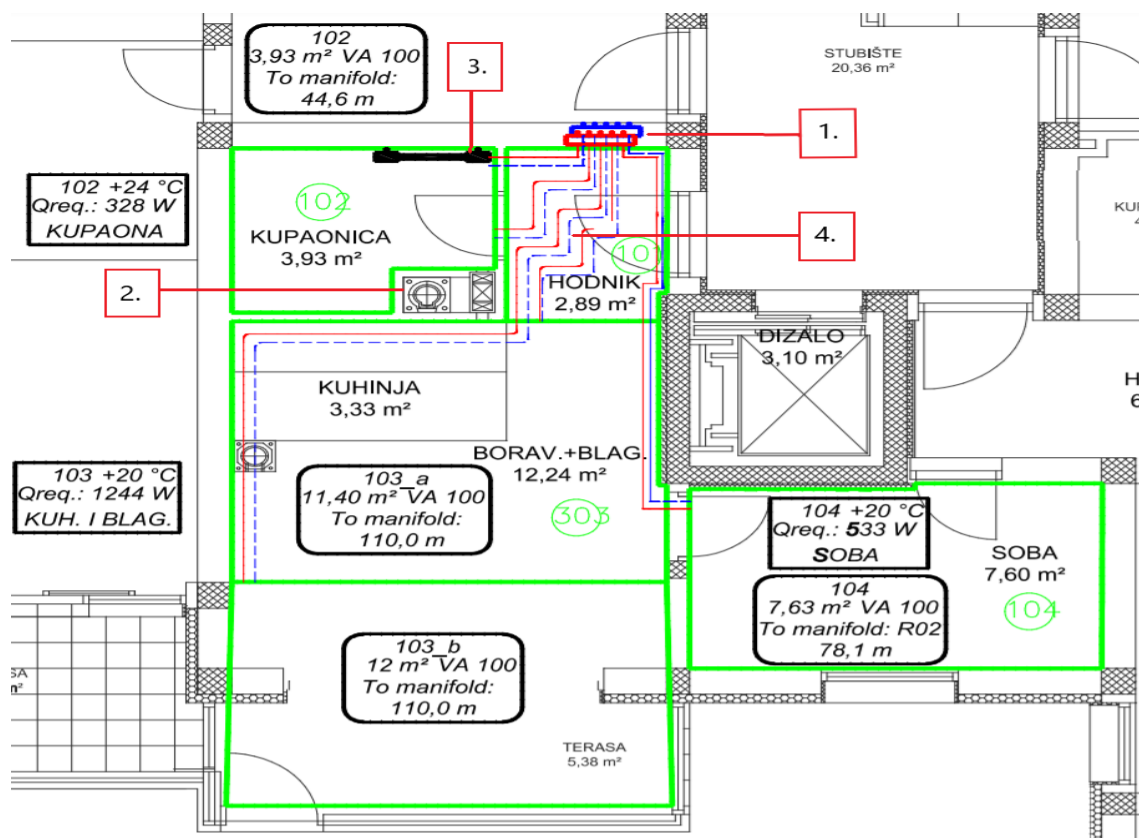 102
3,93 m² VA 100
To manifold:
44,6 m
3.
STUBIŠTE
20,36 m²
1.
102 +24 °C
Qreq.: 328 W
KUPAONA
102
KUPAONICA
3,93 m²
4.
101
HODNIK
2,89 m²
2.
KUP
4
DIZALO
3,10 m²
KUHINJA
3,33 m²
H
6
BORAV.+BLAG.
12,24 m²
103 +20 °C
Qreq.: 1244 W
KUH. I BLAG.
103_a
11,40 m² VA 100
To manifold:
110,0 m
303
104 +20 °C
Qreq.: 533 W
SOBA
SOBA
7,60 m²
104
104
7,63 m² VA 100
To manifold: R02
78,1 m
103_b
12 m² VA 100
To manifold:
110,0 m
SA
m²
TERASA
5,38 m²